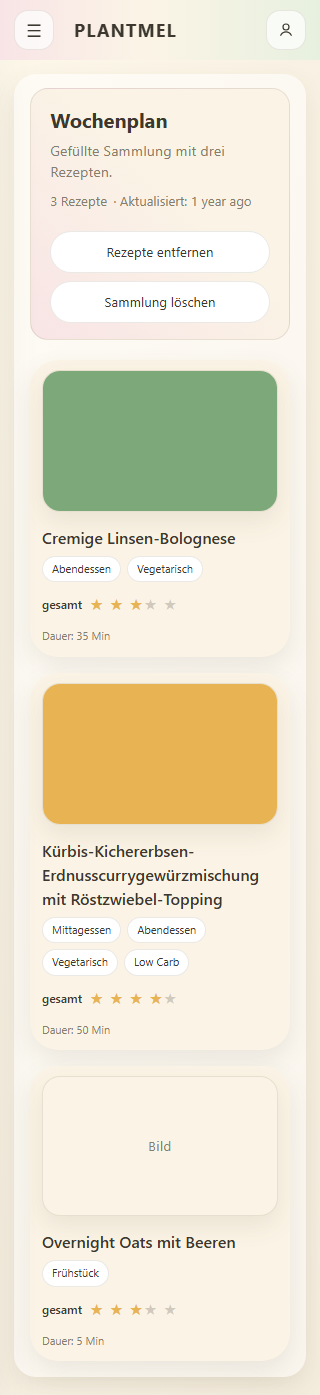 PLANTMEL
Wochenplan
Gefüllte Sammlung mit drei
Rezepten.
3 Rezepte · Aktualisiert: 1 year ago
Rezepte entfernen
Sammlung löschen
Cremige Linsen-Bolognese
Abendessen Vegetarisch
gesamt ★ ★ ★ ★ ★
Dauer: 35 Min
Kürbis-Kichererbsen-
Erdnusscurrygewürzmischung
mit Röstzwiebel-Topping
Mittagessen Abendessen
Vegetarisch Low Carb
gesamt ★ ★ ★ ★ ★
Dauer: 50 Min
Bild
Overnight Oats mit Beeren
Frühstück
gesamt ★ ★ ★ ★ ★
Dauer: 5 Min